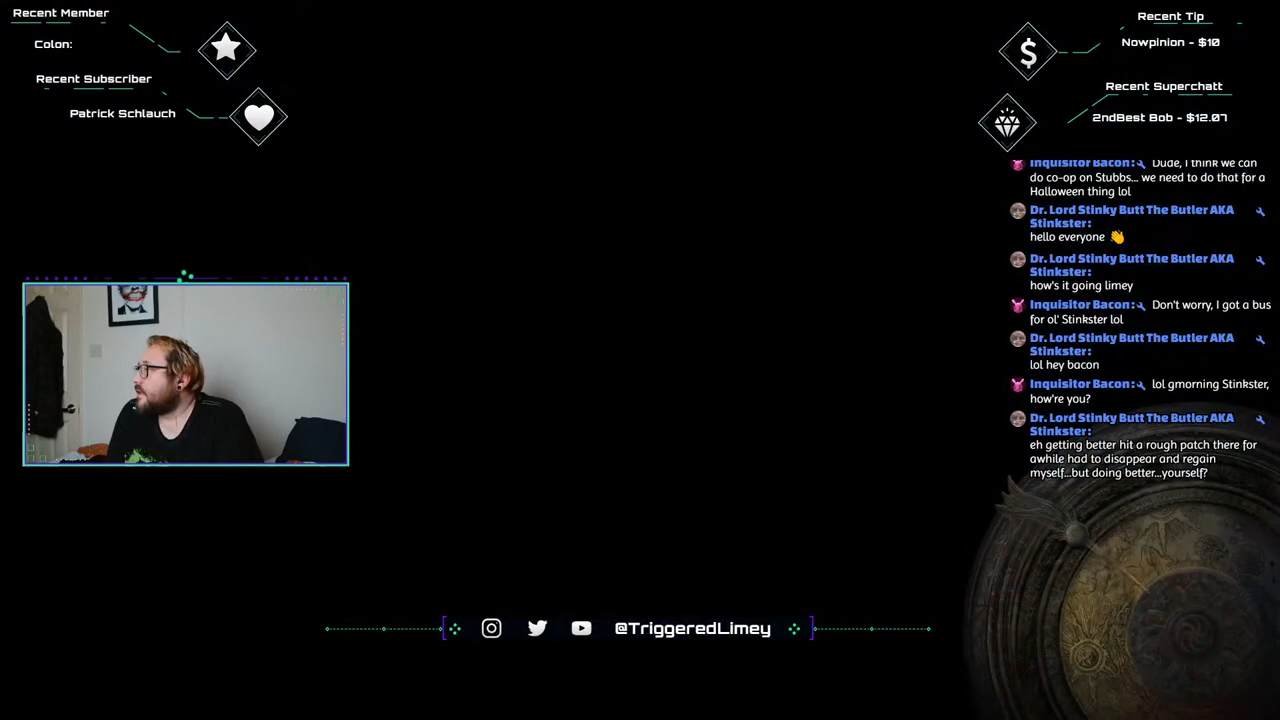 Recent Member
Colon:
Recent Subscriber
Patrick Schlauch
Recent Tip
Nowpinion - $10
Recent Superchatt
2ndBest Bob - $12.07
Inquisitor Bacon: Dude, I think we can
do co-op on Stubbs... we need to do that for a
Halloween thing lol
Dr. Lord Stinky Butt The Butler AKA
Stinkster:
hello everyone 👋
Dr. Lord Stinky Butt The Butler AKA
Stinkster:
how's it going limey
Inquisitor Bacon: Don't worry, I got a bus
for ol' Stinkster lol
Dr. Lord Stinky Butt The Butler AKA
Stinkster:
lol hey bacon
Inquisitor Bacon: lol gmorning Stinkster,
how're you?
Dr. Lord Stinky Butt The Butler AKA
Stinkster:
eh getting better hit a rough patch there for
awhile had to disappear and regain
myself...but doing better...yourself?
@TriggeredLimey